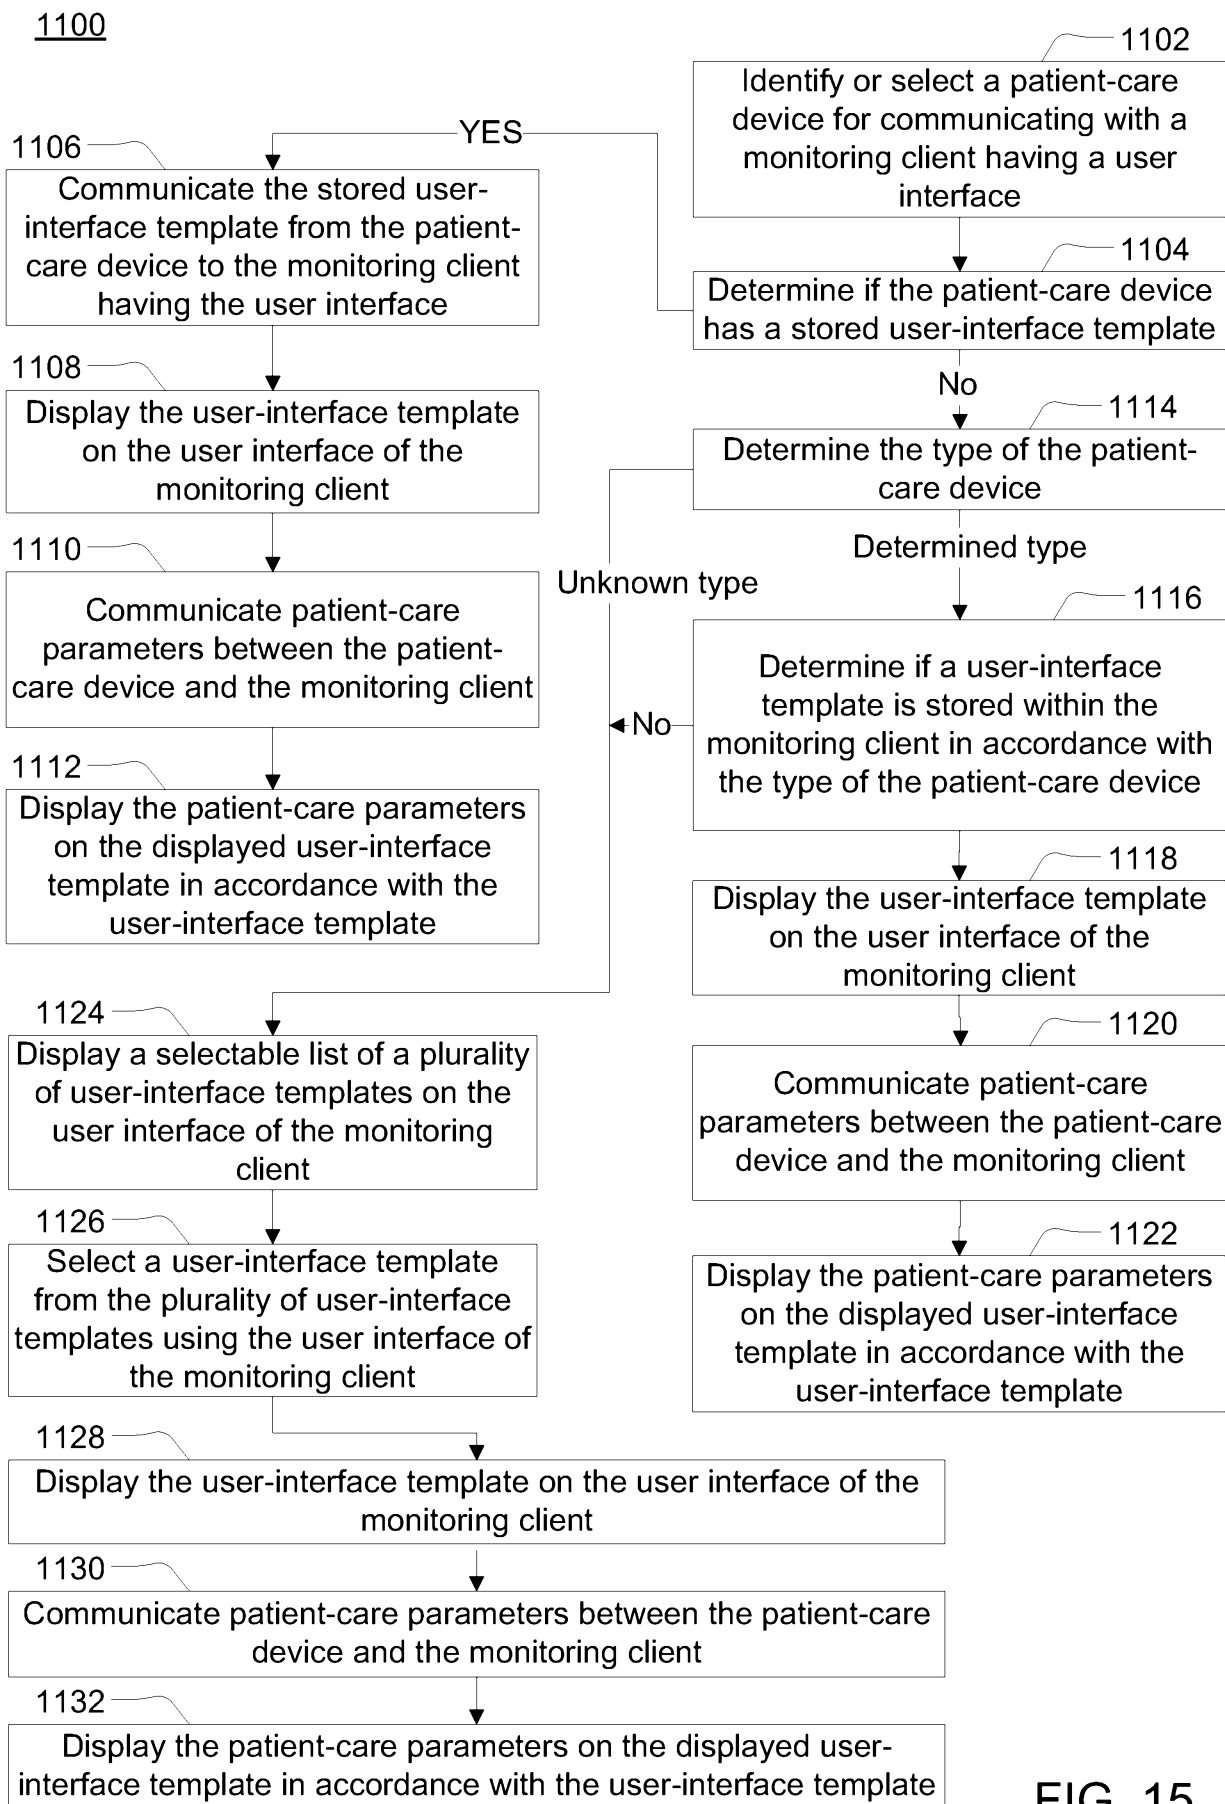 1100
1102
Identify or select a patient-care
device for communicating with a
monitoring client having a user
interface
1104
Determine if the patient-care device
has a stored user-interface template
YES
1106
Communicate the stored user-
interface template from the patient-
care device to the monitoring client
having the user interface
1108
Display the user-interface template
on the user interface of the
monitoring client
1110
Communicate patient-care
parameters between the patient-
care device and the monitoring client
1112
Display the patient-care parameters
on the displayed user-interface
template in accordance with the
user-interface template
No
1114
Determine the type of the patient-
care device
Determined type
Unknown type
1116
Determine if a user-interface
template is stored within the
monitoring client in accordance with
the type of the patient-care device
No
1118
Display the user-interface template
on the user interface of the
monitoring client
1120
Communicate patient-care
parameters between the patient-care
device and the monitoring client
1122
Display the patient-care parameters
on the displayed user-interface
template in accordance with the
user-interface template
1124
Display a selectable list of a plurality
of user-interface templates on the
user interface of the monitoring
client
1126
Select a user-interface template
from the plurality of user-interface
templates using the user interface of
the monitoring client
1128
Display the user-interface template on the user interface of the
monitoring client
1130
Communicate patient-care parameters between the patient-care
device and the monitoring client
1132
Display the patient-care parameters on the displayed user-
interface template in accordance with the user-interface template
FIG. 15